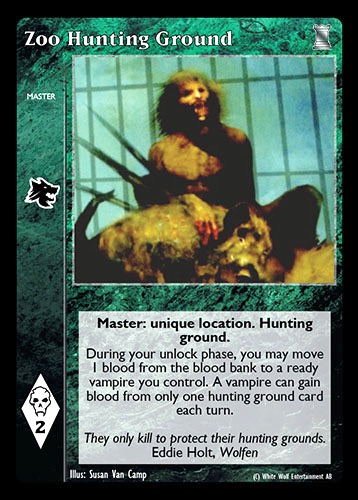 Zoo Hunting Ground
MASTER
Master: unique location. Hunting
ground.
During your unlock phase, you may move
1 blood from the blood bank to a ready
vampire you control. A vampire can gain
blood from only one hunting ground card
each turn.
They only kill to protect their hunting grounds.
Eddie Holt, Wolfen
2
Illus: Susan Van Camp
(C) White Wolf Entertainment AB